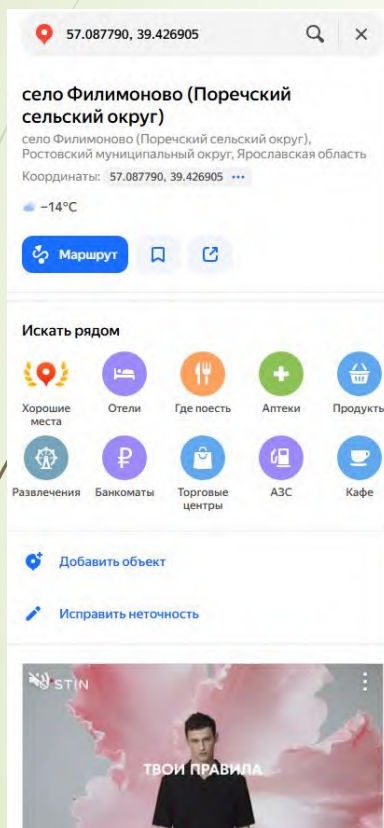 57.087790, 39.426905
село Филимоново (Поречский
сельский округ)
село Филимоново (Поречский сельский округ),
Ростовский муниципальный округ, Ярославская область
Координаты: 57.087790, 39.426905 •••
−14°C
Маршрут
Искать рядом
Хорошие
места
Отели
Где поесть
Аптеки
Продукты
Развлечения
Банкоматы
Торговые
центры
АЗС
Кафе
Добавить объект
Исправить неточность
STIN
ТВОИ ПРАВИЛА